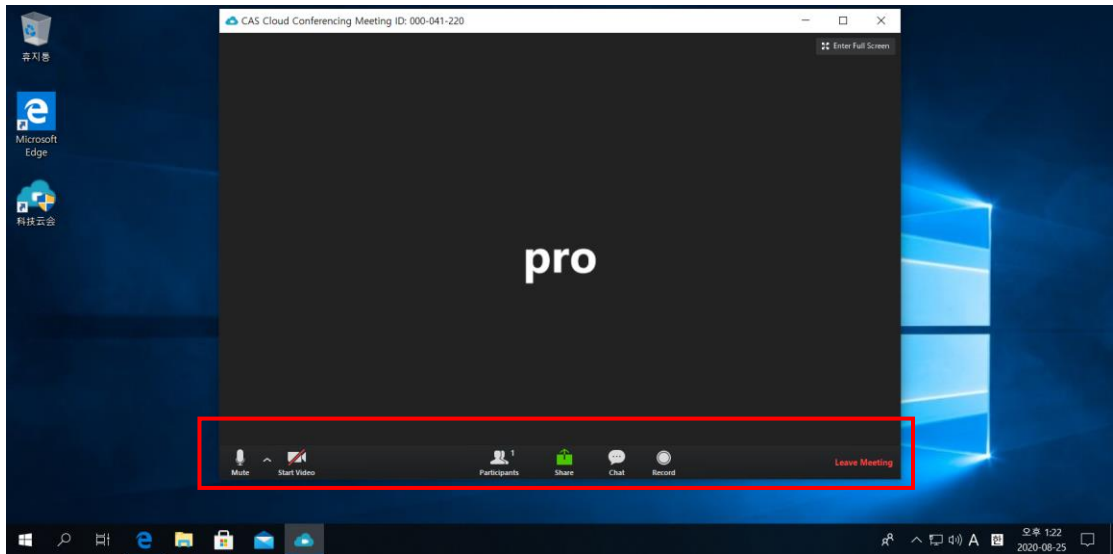 휴지통
Microsoft
Edge
科技云会
CAS Cloud Conferencing Meeting ID: 000-041-220
Enter Full Screen
pro
Mute
Start Video
1
Participants
Share
Chat
Record
Leave Meeting
A
한
오후 1:22
2020-08-25